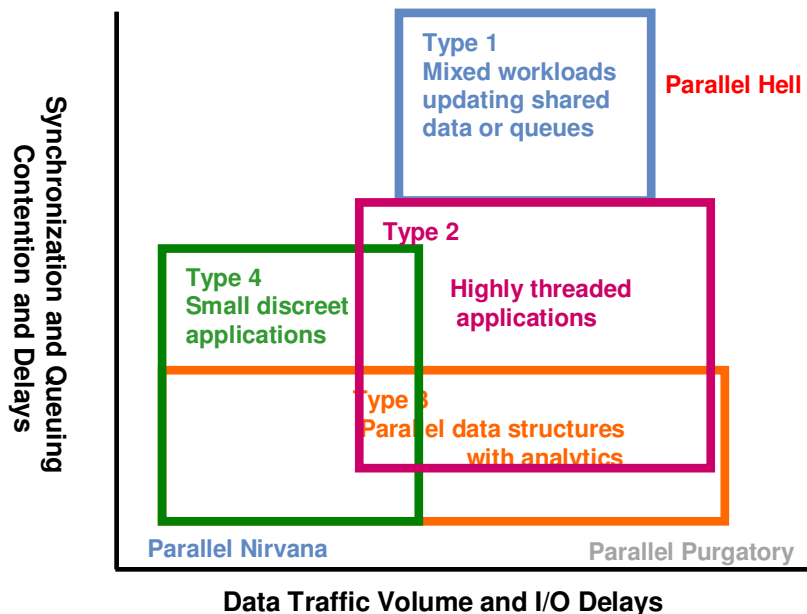 Synchronization and Queuing
Contention and Delays
Type 1
Mixed workloads
updating shared
data or queues
Parallel Hell
Type 2
Highly threaded
applications
Type 4
Small discreet
applications
Type 3
Parallel data structures
with analytics
Parallel Nirvana
Parallel Purgatory
Data Traffic Volume and I/O Delays